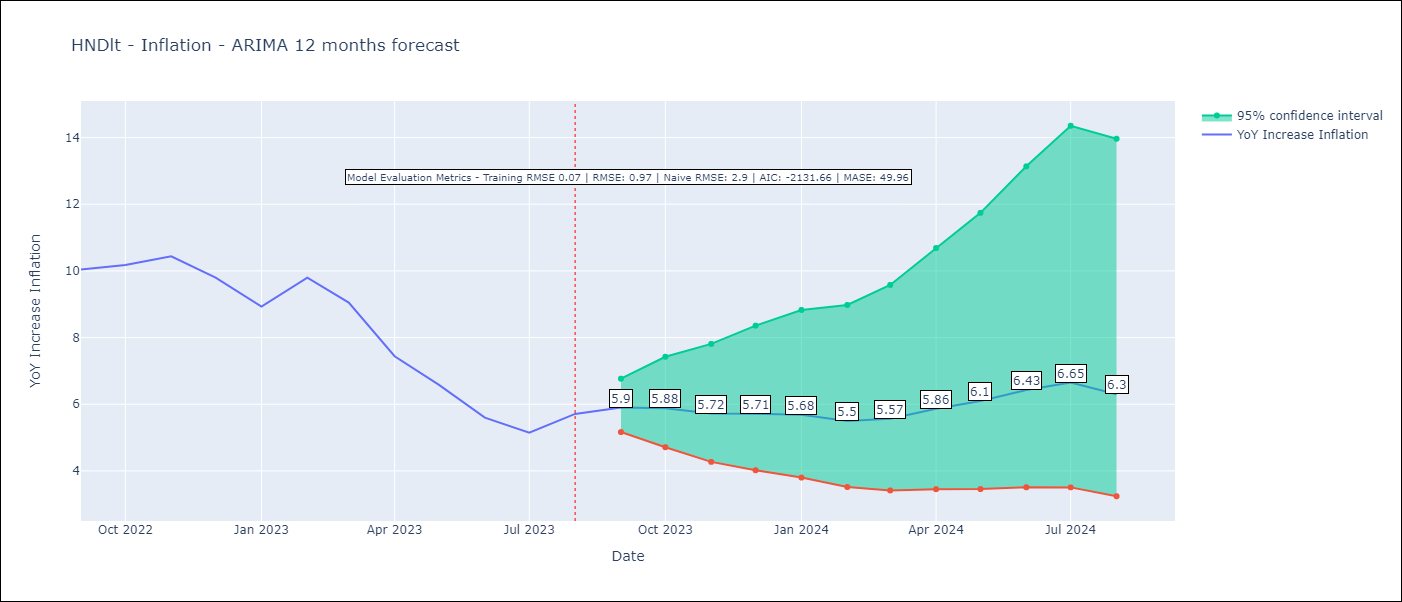 HNDlt - Inflation - ARIMA 12 months forecast
95% confidence interval
YoY Increase Inflation
Model Evaluation Metrics - Training RMSE 0.07 | RMSE: 0.97 | Naive RMSE: 2.9 | AIC: -2131.66 | MASE: 49.96
YoY Increase Inflation
14
12
10
8
6
4
5.9
5.88
5.72
5.71
5.68
5.5
5.57
5.86
6.1
6.43
6.65
6.3
Oct 2022
Jan 2023
Apr 2023
Jul 2023
Oct 2023
Jan 2024
Apr 2024
Jul 2024
Date